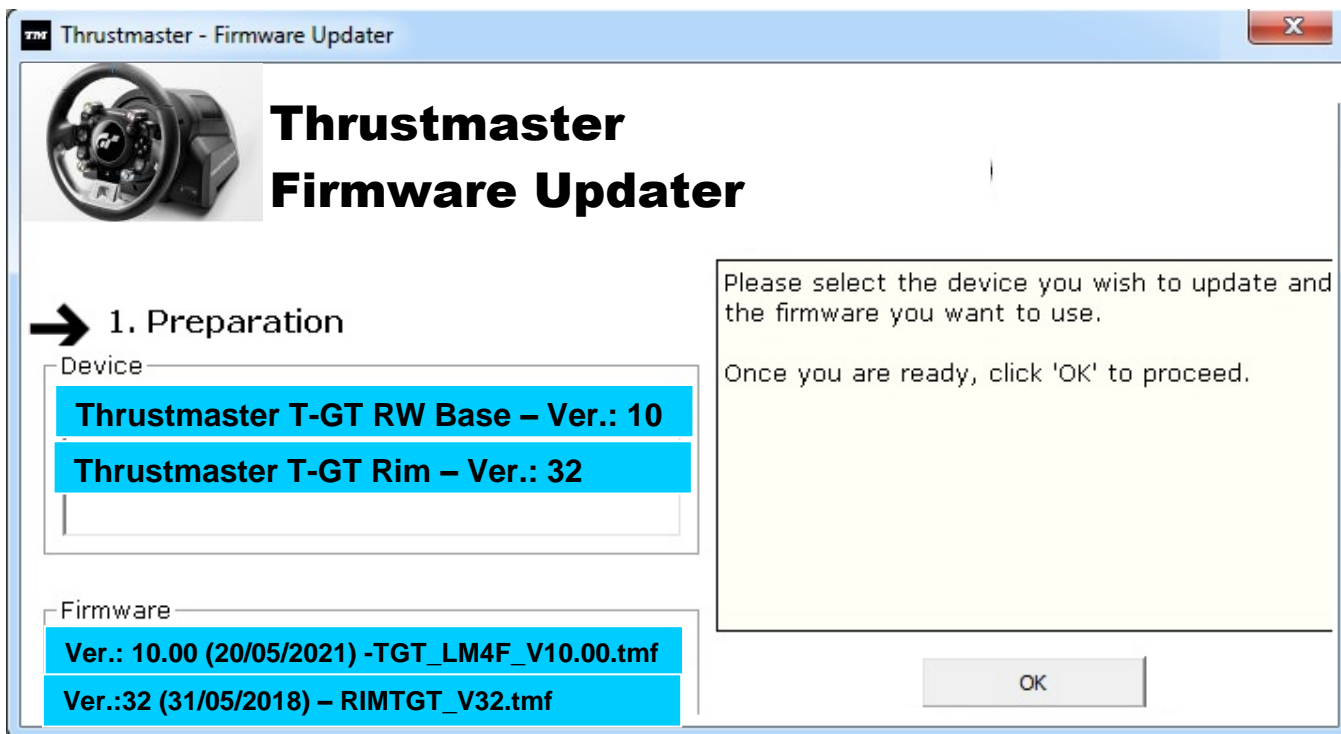 Thrustmaster - Firmware Updater
Thrustmaster
Firmware Updater
1. Preparation
Device
Thrustmaster T-GT RW Base – Ver.: 10
Thrustmaster T-GT Rim – Ver.: 32
Firmware
Ver.: 10.00 (20/05/2021) -TGT_LM4F_V10.00.tmf
Ver.:32 (31/05/2018) – RIMTGT_V32.tmf
Please select the device you wish to update and
the firmware you want to use.
Once you are ready, click 'OK' to proceed.
OK